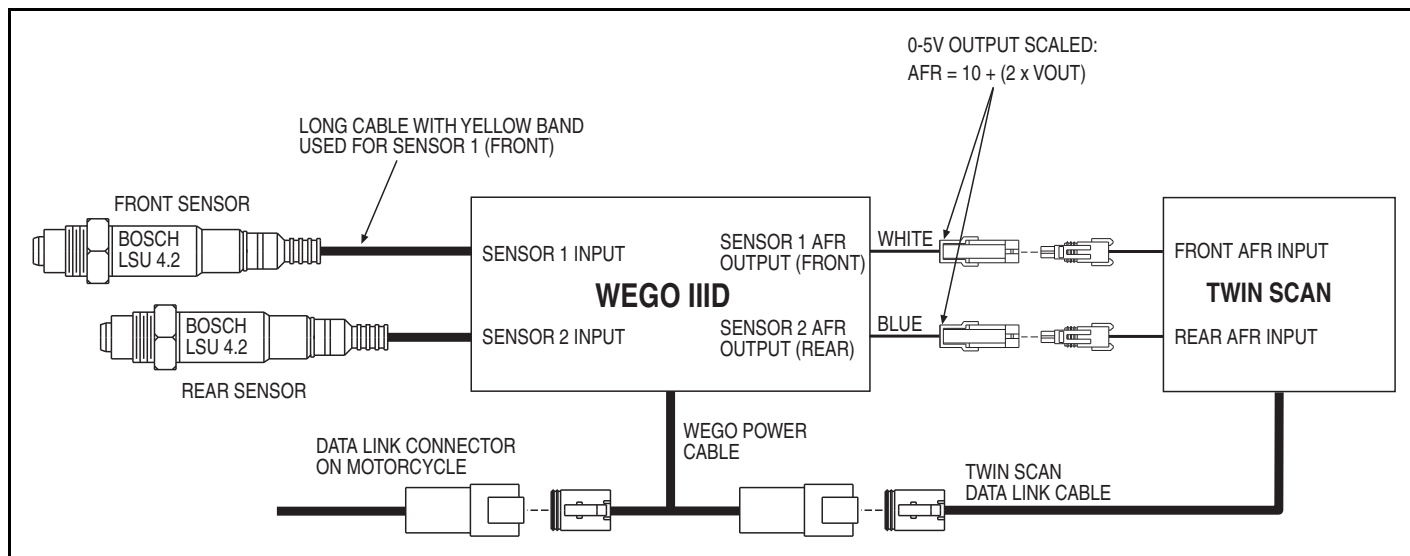 0-5V OUTPUT SCALED:
AFR = 10 + (2 x VOUT)
LONG CABLE WITH YELLOW BAND
USED FOR SENSOR 1 (FRONT)
FRONT SENSOR
BOSCH
LSU 4.2
SENSOR 1 INPUT
SENSOR 1 AFR
OUTPUT (FRONT)
WHITE
FRONT AFR INPUT
WEGO IIID
TWIN SCAN
BOSCH
LSU 4.2
SENSOR 2 INPUT
SENSOR 2 AFR
OUTPUT (REAR)
BLUE
REAR AFR INPUT
REAR SENSOR
DATA LINK CONNECTOR
ON MOTORCYCLE
WEGO POWER
CABLE
TWIN SCAN
DATA LINK CABLE